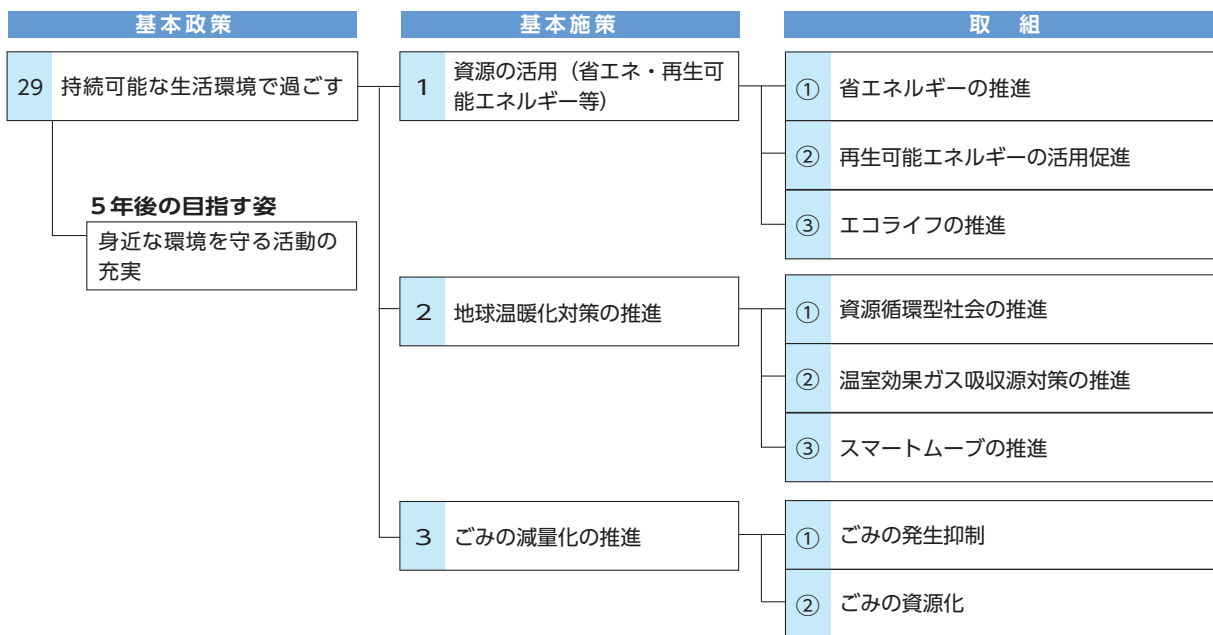 基本政策
基本施策
取　組
29 持続可能な生活環境で過ごす
5年後の目指す姿
身近な環境を守る活動の
充実
1 資源の活用（省エネ・再生可
能エネルギー等）
① 省エネルギーの推進
② 再生可能エネルギーの活用促進
③ エコライフの推進
2 地球温暖化対策の推進
① 資源循環型社会の推進
② 温室効果ガス吸収源対策の推進
③ スマートムーブの推進
3 ごみの減量化の推進
① ごみの発生抑制
② ごみの資源化